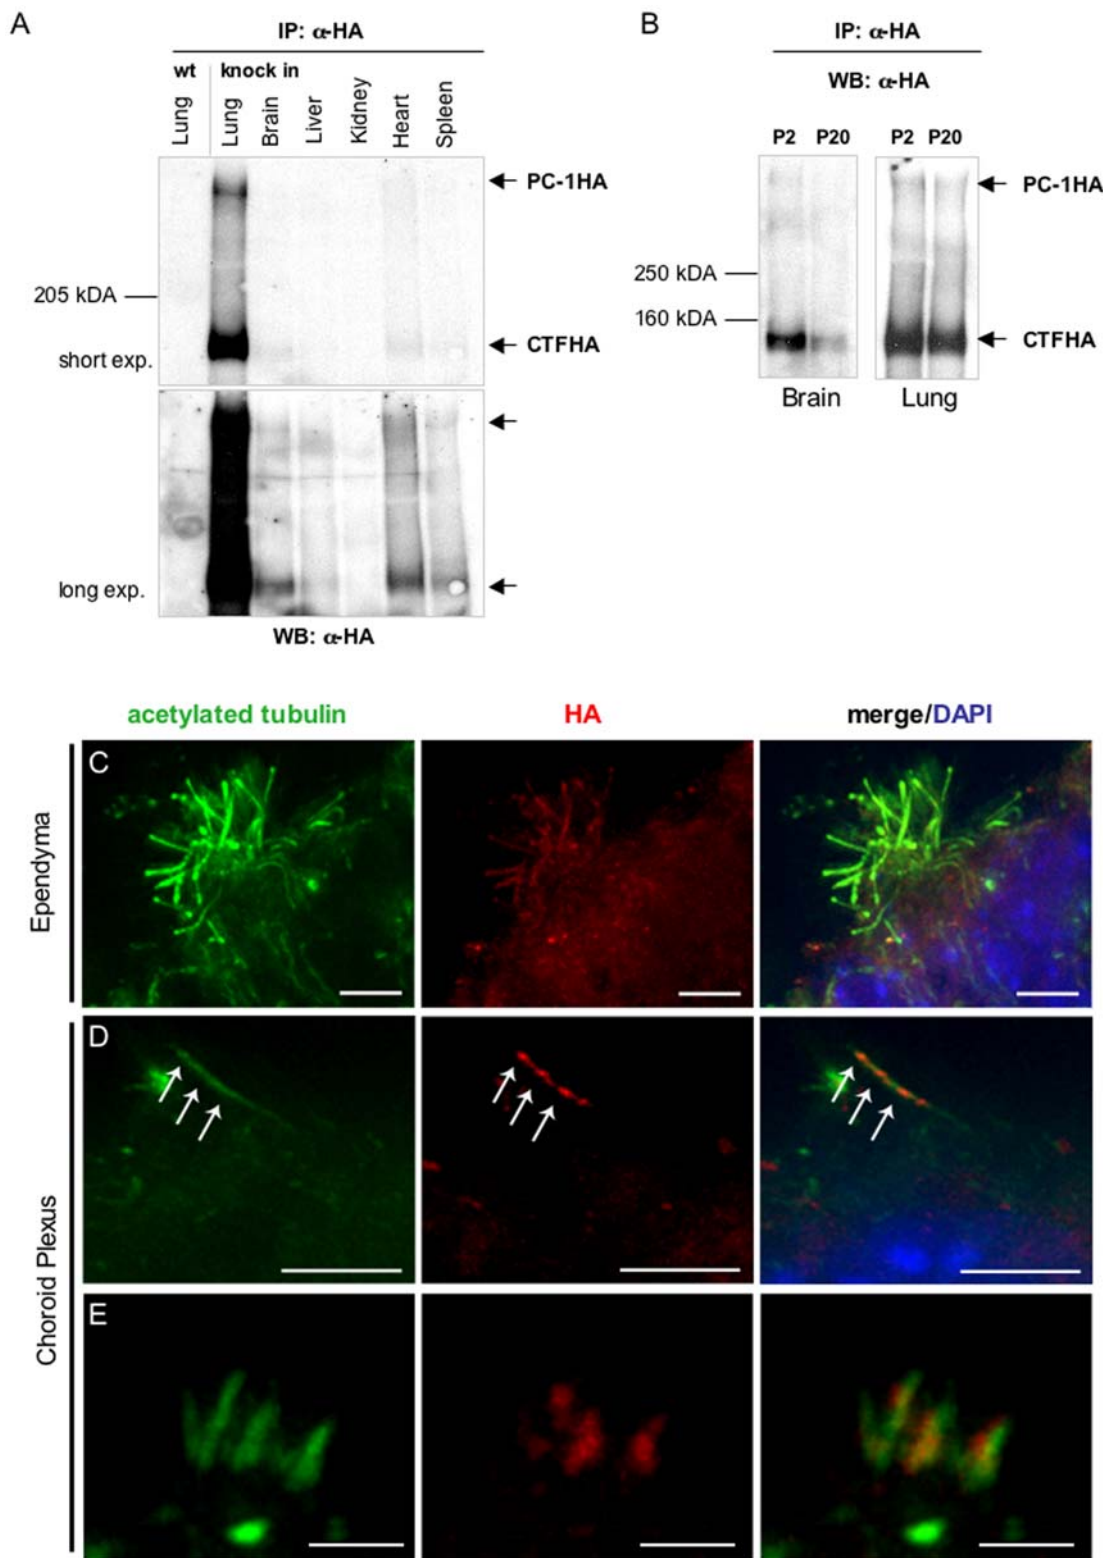 A
IP: α-HA
wt knock in
Lung Lung Brain Liver Kidney Heart Spleen
PC-1HA
205 kDA
CTFHA
short exp.
long exp.
WB: α-HA
B
IP: α-HA
WB: α-HA
P2 P20 P2 P20
PC-1HA
250 kDA
160 kDA
CTFHA
Brain Lung
acetylated tubulin HA merge/DAPI
C
Ependyma
D
Choroid Plexus
E